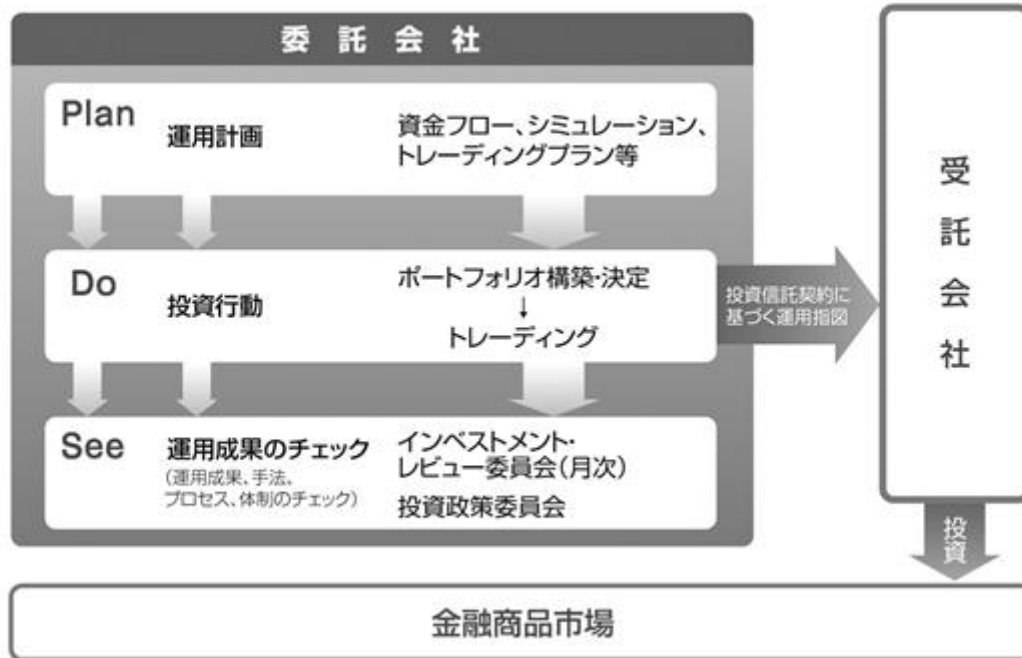 委託会社
Plan
運用計画
資金フロー、シミュレーション、
トレーディングプラン等
Do
投資行動
ポートフォリオ構築・決定
↓
トレーディング
投資信託契約に
基づく運用指図
See
運用成果のチェック
(運用成果、手法、
プロセス、体制のチェック)
インベストメント・
レビュー委員会(月次)
投資政策委員会
受託会社
投資
金融商品市場